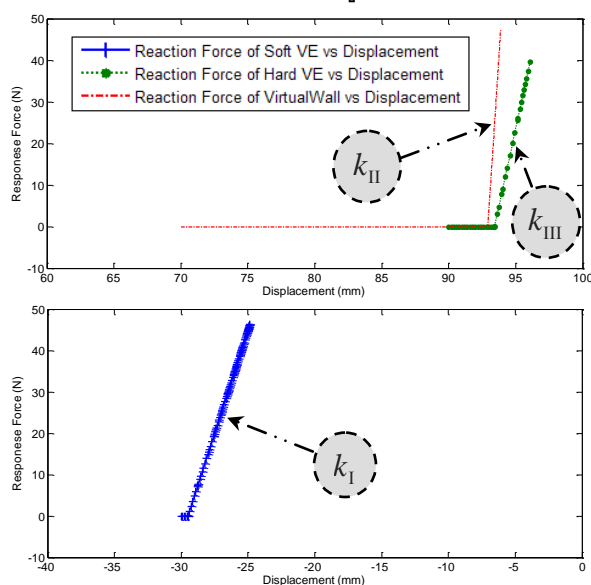 50
40
30
20
10
0
-10
Responese Force (N)
Reaction Force of Soft VE vs Displacement
Reaction Force of Hard VE vs Displacement
Reaction Force of VirtualWall vs Displacement
kII
kIII
60 65 70 75 80 85 90 95 100
Displacement (mm)
50
40
30
20
10
0
-10
Responese Force (N)
kI
-40 -35 -30 -25 -20 -15 -10 -5 0
Displacement (mm)